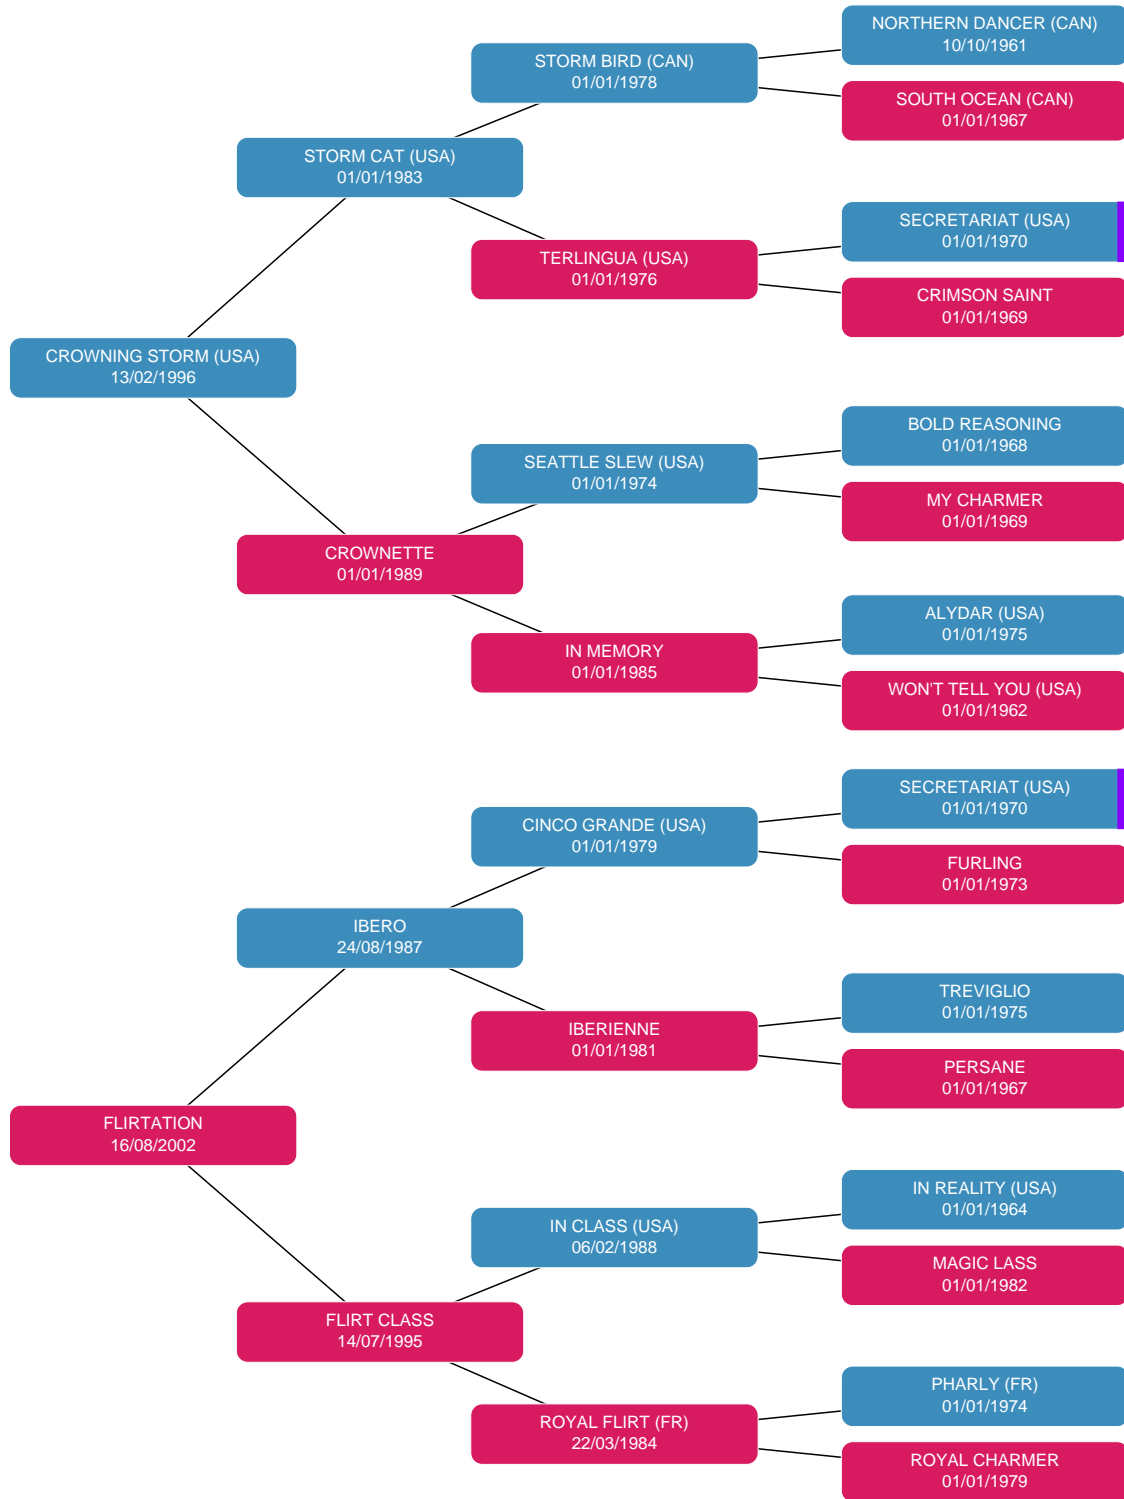 NORTHERN DANCER (CAN)
10/10/1961
STORM BIRD (CAN)
01/01/1978
SOUTH OCEAN (CAN)
01/01/1967
STORM CAT (USA)
01/01/1983
SECRETARIAT (USA)
01/01/1970
TERLINGUA (USA)
01/01/1976
CRIMSON SAINT
01/01/1969
CROWNING STORM (USA)
13/02/1996
BOLD REASONING
01/01/1968
SEATTLE SLEW (USA)
01/01/1974
MY CHARMER
01/01/1969
CROWNETTE
01/01/1989
ALYDAR (USA)
01/01/1975
IN MEMORY
01/01/1985
WON'T TELL YOU (USA)
01/01/1962
SECRETARIAT (USA)
01/01/1970
CINCO GRANDE (USA)
01/01/1979
FURLING
01/01/1973
IBERO
24/08/1987
TREVIGLIO
01/01/1975
IBERIENNE
01/01/1981
PERSANE
01/01/1967
FLIRTATION
16/08/2002
IN REALITY (USA)
01/01/1964
IN CLASS (USA)
06/02/1988
MAGIC LASS
01/01/1982
FLIRT CLASS
14/07/1995
PHARLY (FR)
01/01/1974
ROYAL FLIRT (FR)
22/03/1984
ROYAL CHARMER
01/01/1979